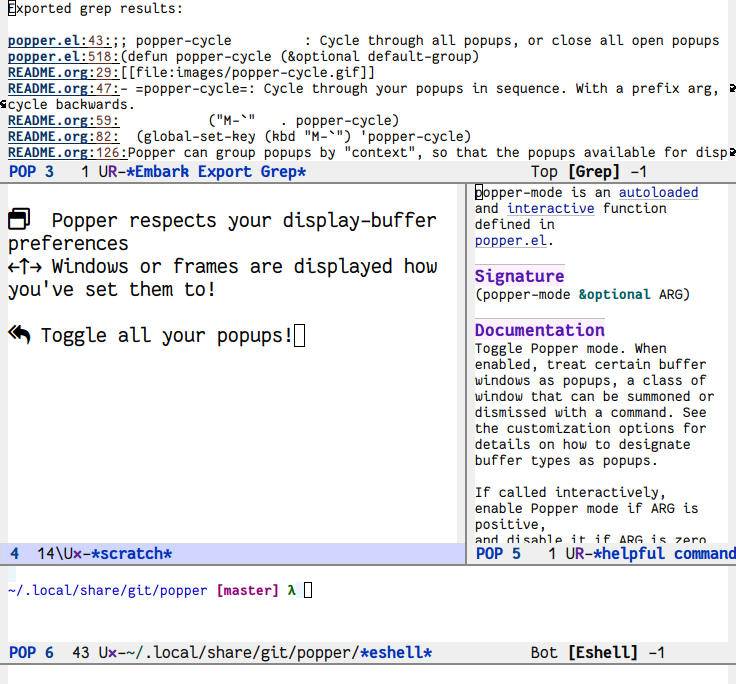 Exported grep results:
popper.el:43:;; popper-cycle         : Cycle through all popups, or close all open popups
popper.el:518:(defun popper-cycle (&optional default-group)
README.org:29:[[file:images/popper-cycle.gif]]
README.org:47:- =popper-cycle=: Cycle through your popups in sequence. With a prefix arg,
cycle backwards.
README.org:59:           ("M-`"   . popper-cycle)
README.org:82:  (global-set-key (kbd "M-`") 'popper-cycle)
README.org:126:Popper can group popups by "context", so that the popups available for disp
POP 3   1 UR-*Embark Export Grep*   Top [Grep] −1
Popper respects your display-buffer
preferences
←↑→ Windows or frames are displayed how
you've set them to!
Toggle all your popups!
4  14\U×-*scratch*
popper-mode is an autoloaded
and interactive function
defined in
popper.el.
Signature
(popper-mode &optional ARG)
Documentation
Toggle Popper mode. When
enabled, treat certain buffer
windows as popups, a class of
window that can be summoned or
dismissed with a command. See
the customization options for
details on how to designate
buffer types as popups.
If called interactively,
enable Popper mode if ARG is
positive,
and disable it if ARG is zero
POP 5   1 UR-*helpful command
~/.local/share/git/popper [master] λ
POP 6  43 U×-~/.local/share/git/popper/*eshell*   Bot [Eshell] −1